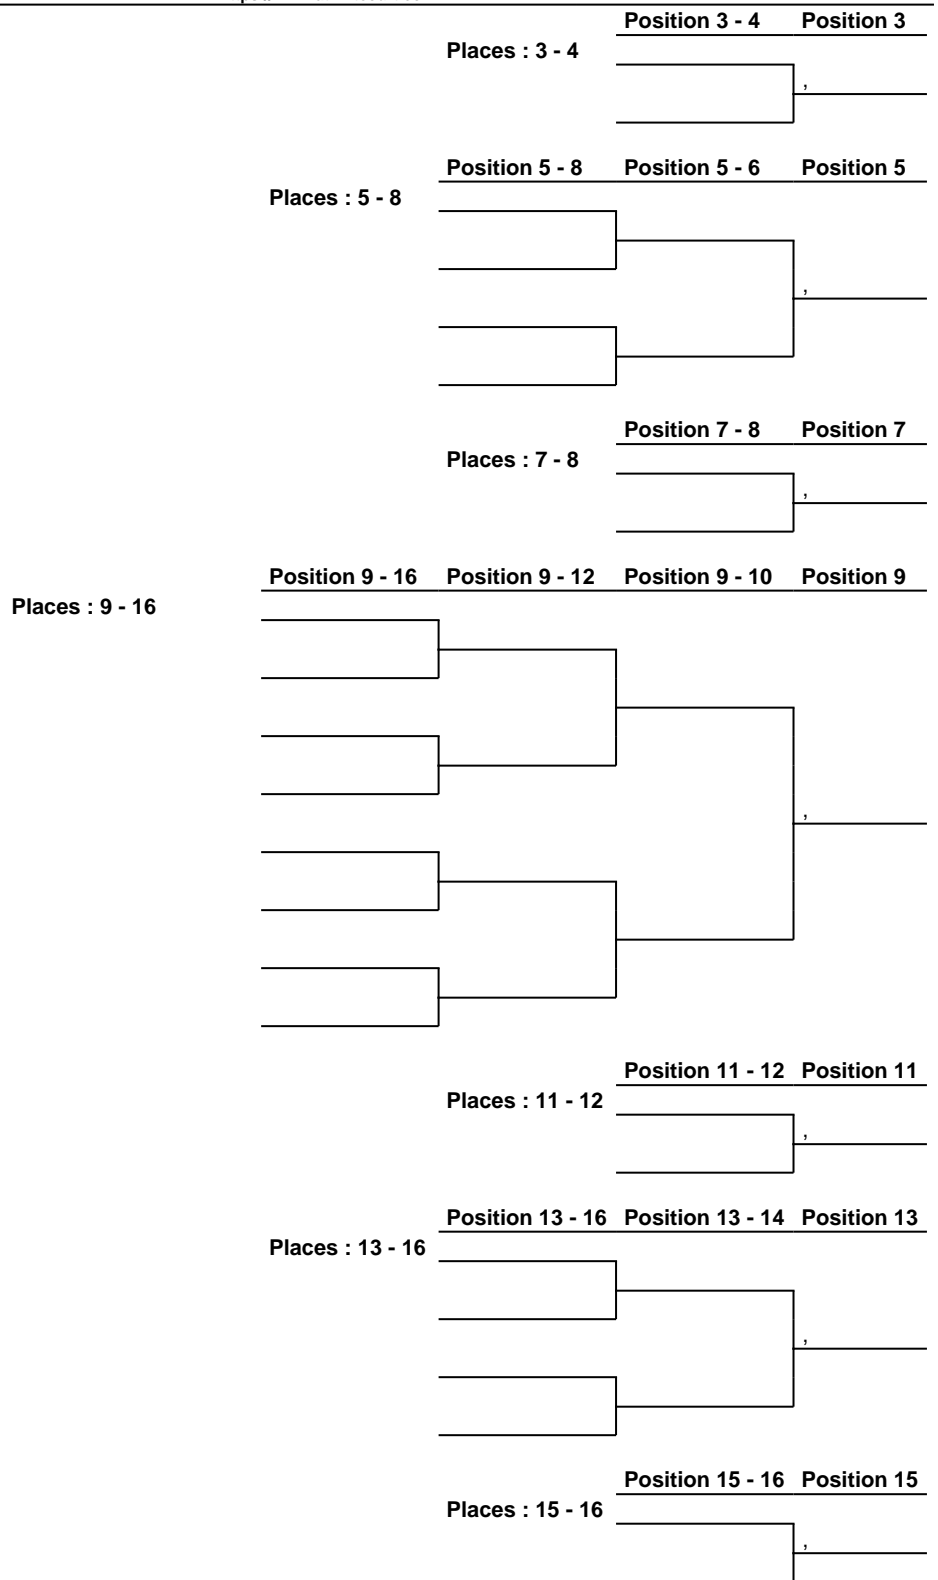 Position 3 - 4 Position 3
Places : 3 - 4
,
Position 5 - 8 Position 5 - 6 Position 5
Places : 5 - 8
,
Position 7 - 8 Position 7
Places : 7 - 8
,
Position 9 - 16 Position 9 - 12 Position 9 - 10 Position 9
Places : 9 - 16
,
Position 11 - 12 Position 11
Places : 11 - 12
,
Position 13 - 16 Position 13 - 14 Position 13
Places : 13 - 16
,
Position 15 - 16 Position 15
Places : 15 - 16
,